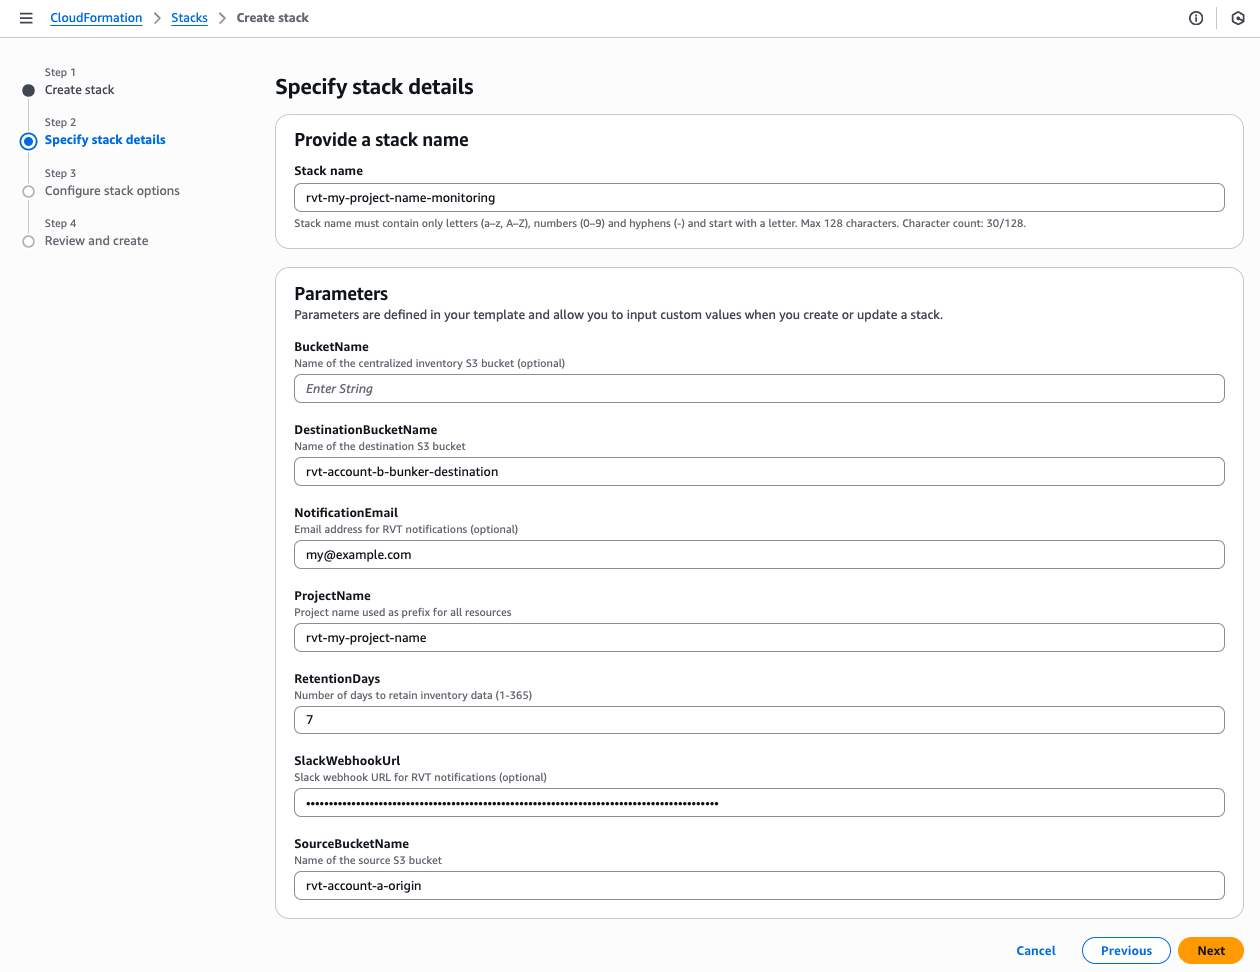 CloudFormation > Stacks > Create stack
Step 1
Create stack
Step 2
Specify stack details
Step 3
Configure stack options
Step 4
Review and create
Specify stack details
Provide a stack name
Stack name
rvt-my-project-name-monitoring
Stack name must contain only letters (a–z, A–Z), numbers (0–9) and hyphens (-) and start with a letter. Max 128 characters. Character count: 30/128.
Parameters
Parameters are defined in your template and allow you to input custom values when you create or update a stack.
BucketName
Name of the centralized inventory S3 bucket (optional)
Enter String
DestinationBucketName
Name of the destination S3 bucket
rvt-account-b-bunker-destination
NotificationEmail
Email address for RVT notifications (optional)
my@example.com
ProjectName
Project name used as prefix for all resources
rvt-my-project-name
RetentionDays
Number of days to retain inventory data (1-365)
7
SlackWebhookUrl
Slack webhook URL for RVT notifications (optional)
SourceBucketName
Name of the source S3 bucket
rvt-account-a-origin
Cancel Previous Next